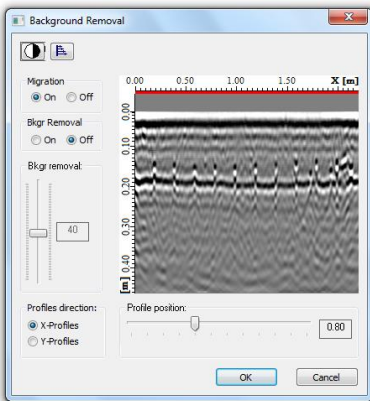 Background Removal
Migration
On Off
0.00 0.50 1.00 1.50 X [m]
Bkgr Removal
On Off
Bkgr removal:
40
0.00
0.10
0.20
0.30
0.40
[m]
Profiles direction:
X-Profiles
Y-Profiles
Profile position:
0.80
OK Cancel